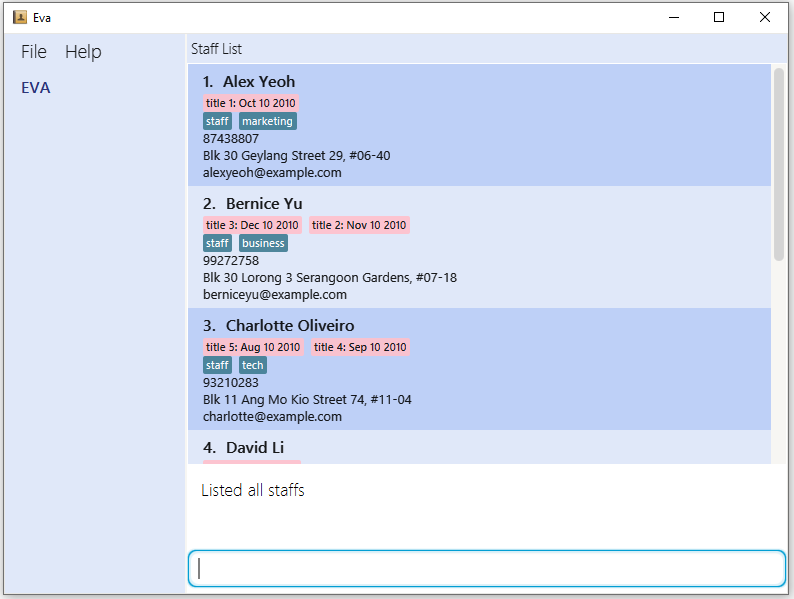 Eva
File Help
EVA
Staff List
1. Alex Yeoh
title 1: Oct 10 2010
staff marketing
87438807
Blk 30 Geylang Street 29, #06-40
alexyeoh@example.com
2. Bernice Yu
title 3: Dec 10 2010 title 2: Nov 10 2010
staff business
99272758
Blk 30 Lorong 3 Serangoon Gardens, #07-18
berniceyu@example.com
3. Charlotte Oliveiro
title 5: Aug 10 2010 title 4: Sep 10 2010
staff tech
93210283
Blk 11 Ang Mo Kio Street 74, #11-04
charlotte@example.com
4. David Li
Listed all staffs